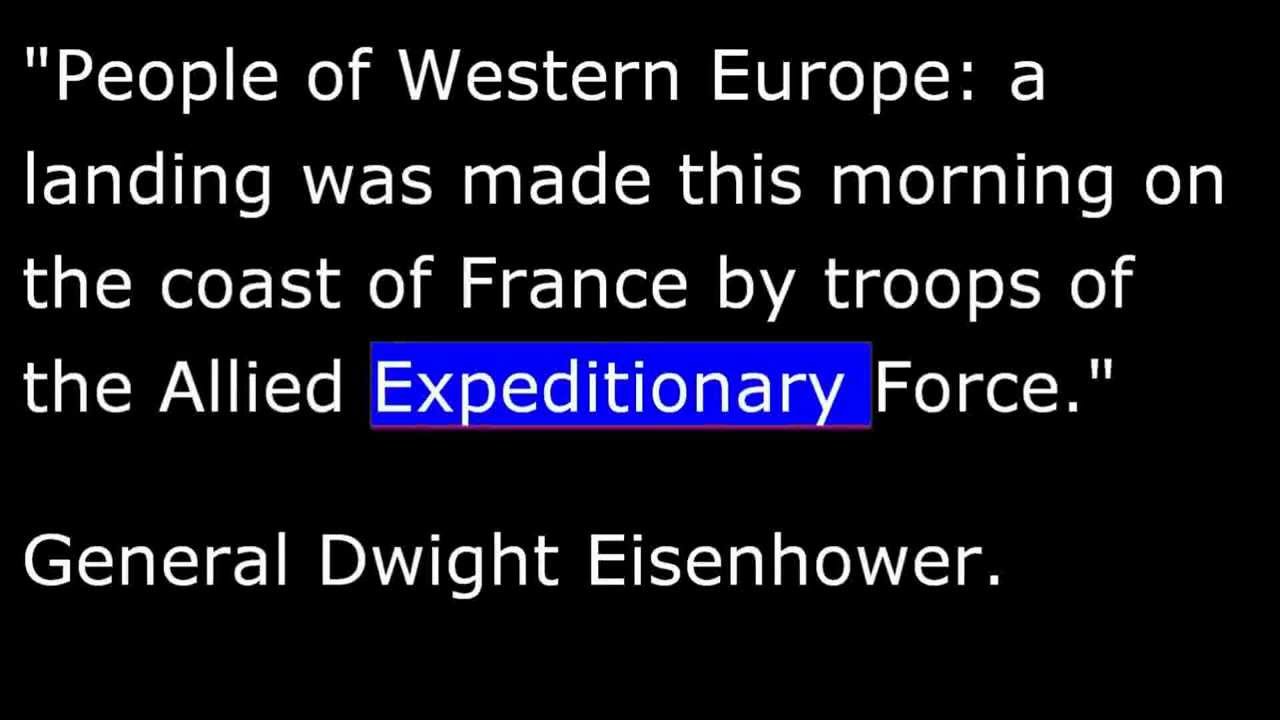 "People of Western Europe: a
landing was made this morning on
the coast of France by troops of
the Allied Expeditionary Force."
General Dwight Eisenhower.